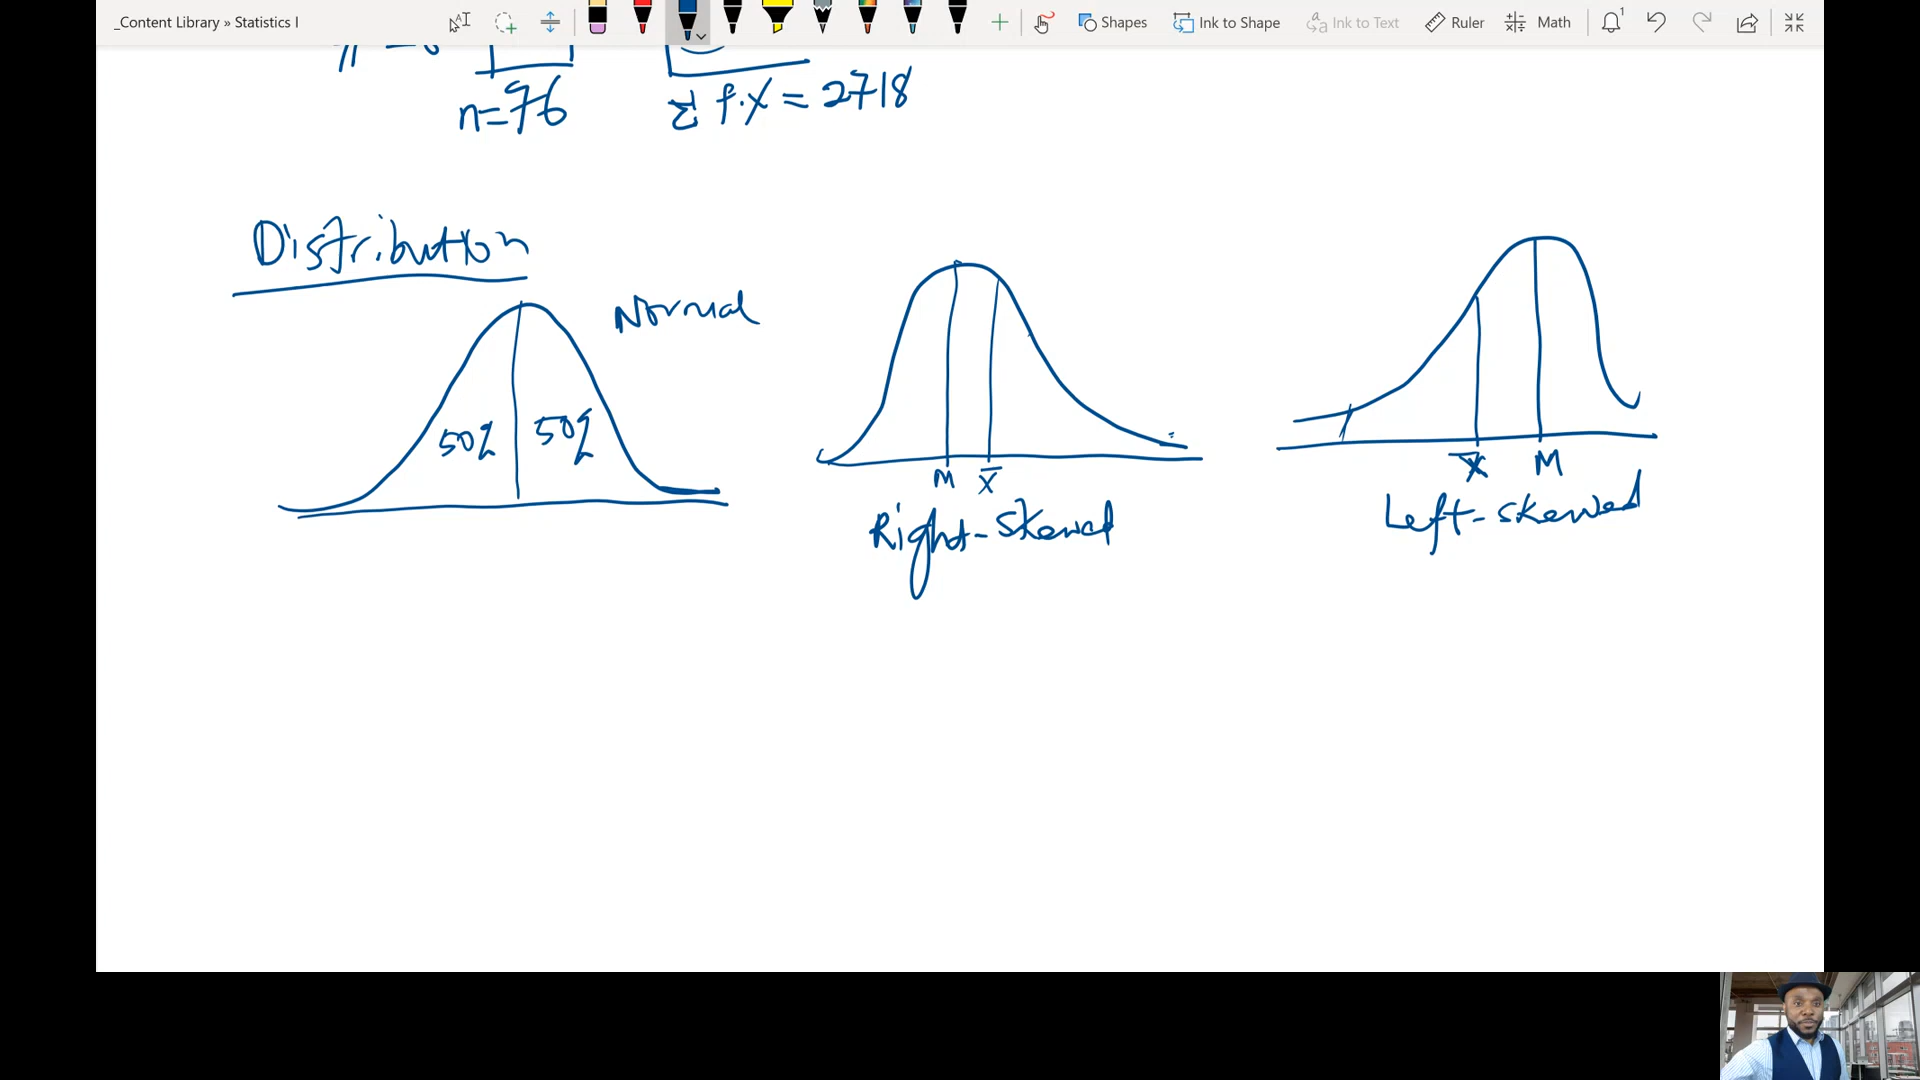 _Content Library » Statistics I
Shapes
Ink to Shape
Ink to Text
Ruler
Math
1
n=76
Σ f·x = 2718
Distribution
Normal
50%
50%
M
x̄
Right-Skewed
x̄
M
Left-skewed